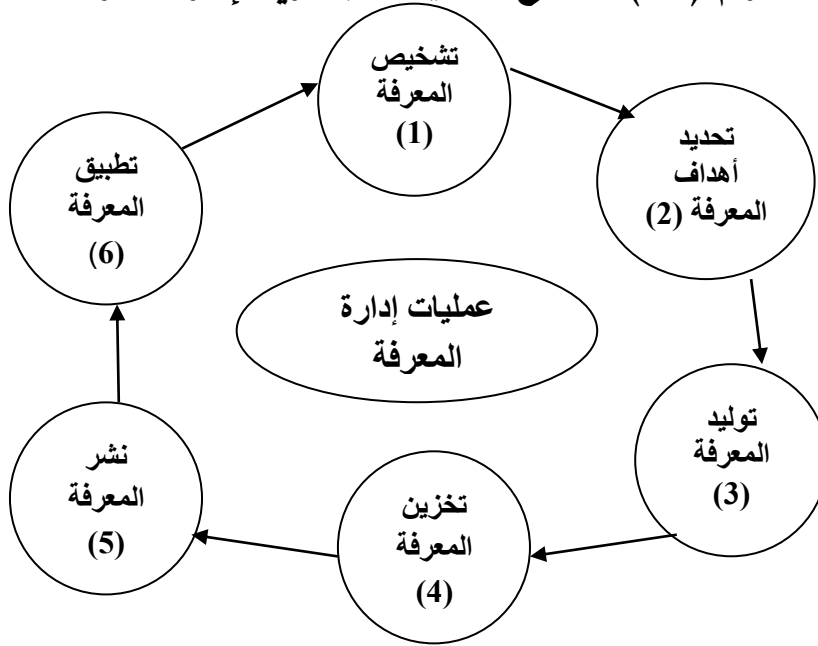 تشخيص
المعرفة
(1)
تحديد
أهداف
المعرفة (2)
توليد
المعرفة
(3)
تخزين
المعرفة
(4)
نشر
المعرفة
(5)
تطبيق
المعرفة
(6)
عمليات إدارة
المعرفة